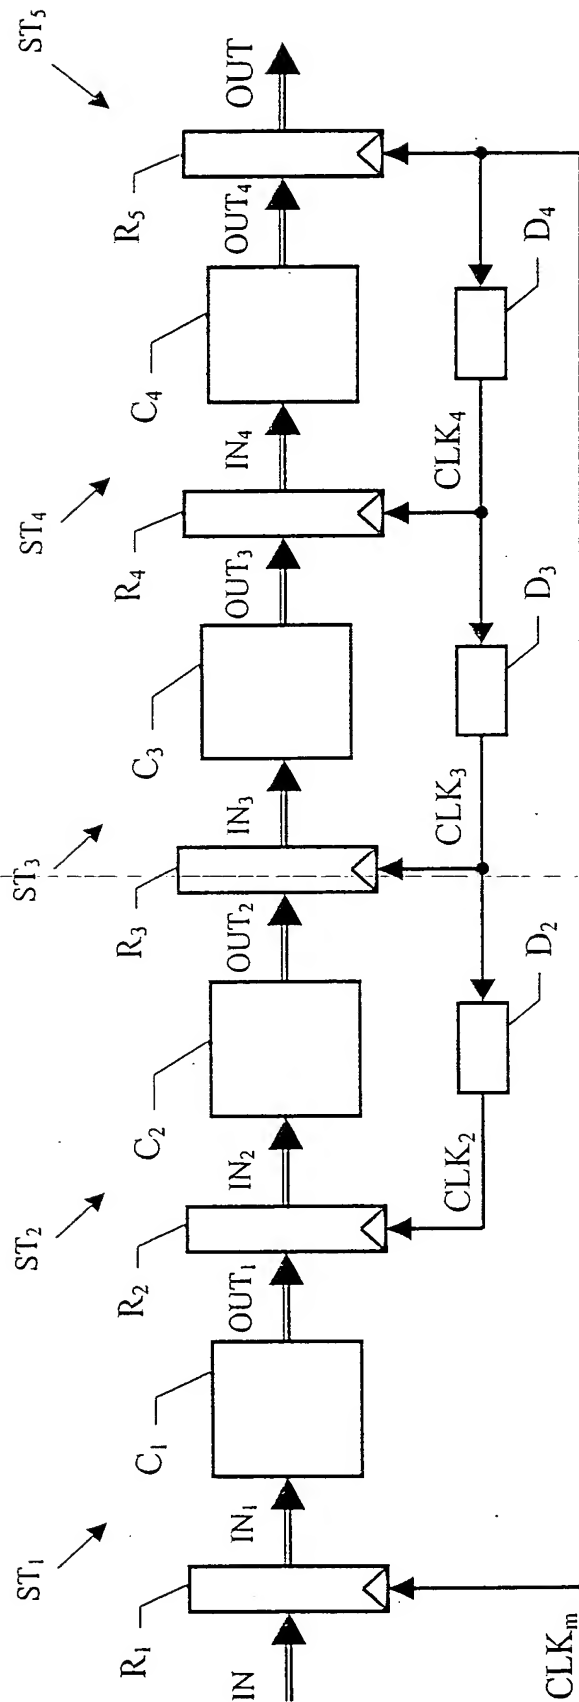 ST₁
ST₂
ST₃
ST₄
ST₅
R₁
C₁
R₂
C₂
R₃
C₃
R₄
C₄
R₅
IN
IN₁
OUT₁
IN₂
OUT₂
IN₃
OUT₃
IN₄
OUT₄
OUT
CLKₘ
CLK₂
CLK₃
CLK₄
D₂
D₃
D₄